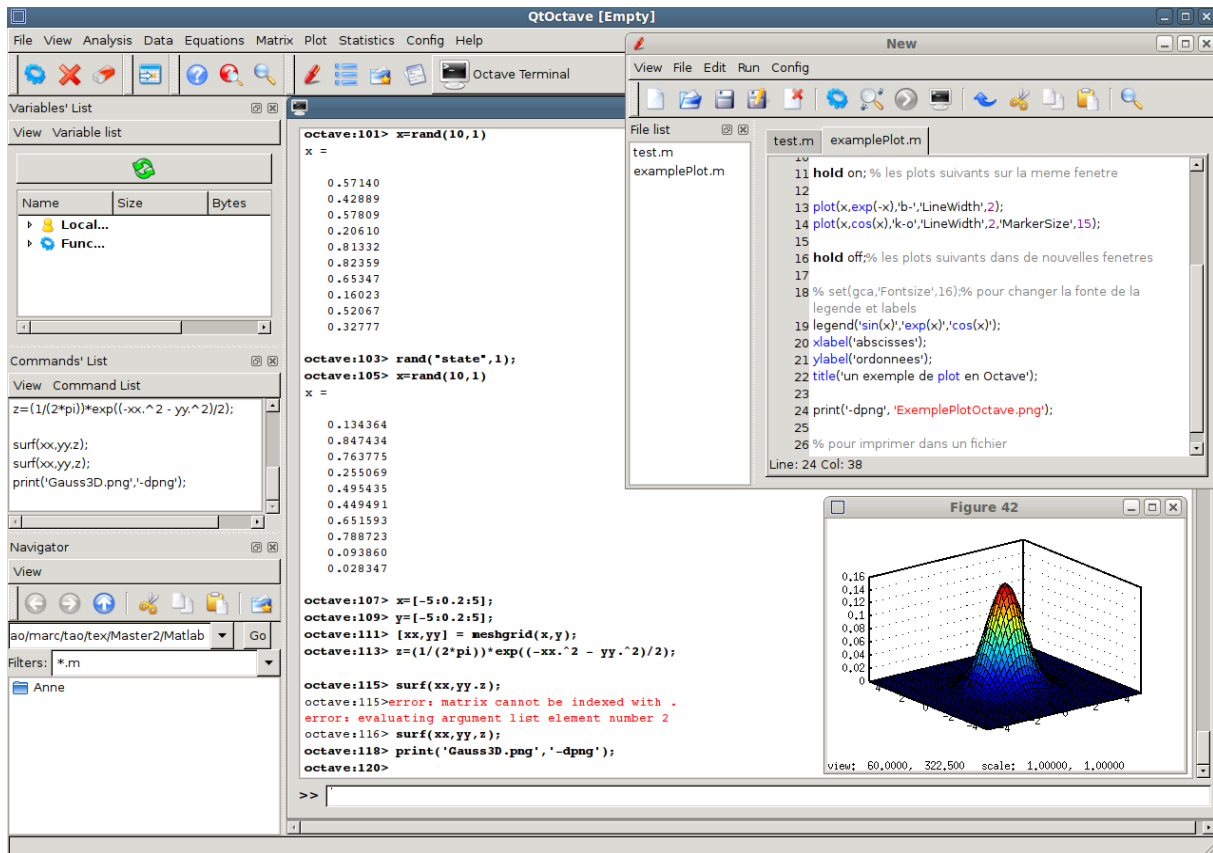 QtOctave [Empty]
File View Analysis Data Equations Matrix Plot Statistics Config Help
Octave Terminal
Variables' List
View Variable list
Name Size Bytes
Local...
Func...
Commands' List
View Command List
z=(1/(2*pi))*exp((-xx.^2 - yy.^2)/2);
surf(xx,yy.z);
surf(xx,yy,z);
print('Gauss3D.png','-dpng');
Navigator
View
ao/marc/tao/tex/Master2/Matlab Go
Filters: *.m
Anne
octave:101> x=rand(10,1)
x =
0.57140
0.42889
0.57809
0.20610
0.81332
0.82359
0.65347
0.16023
0.52067
0.32777
octave:103> rand("state",1);
octave:105> x=rand(10,1)
x =
0.134364
0.847434
0.763775
0.255069
0.495435
0.449491
0.651593
0.788723
0.093860
0.028347
octave:107> x=[-5:0.2:5];
octave:109> y=[-5:0.2:5];
octave:111> [xx,yy] = meshgrid(x,y);
octave:113> z=(1/(2*pi))*exp((-xx.^2 - yy.^2)/2);
octave:115> surf(xx,yy.z);
octave:115>error: matrix cannot be indexed with .
error: evaluating argument list element number 2
octave:116> surf(xx,yy,z);
octave:118> print('Gauss3D.png','-dpng');
octave:120>
>>
New
View File Edit Run Config
File list
test.m
examplePlot.m
test.m examplePlot.m
10
11 hold on; % les plots suivants sur la meme fenetre
12
13 plot(x,exp(-x),'b-','LineWidth',2);
14 plot(x,cos(x),'k-o','LineWidth',2,'MarkerSize',15);
15
16 hold off;% les plots suivants dans de nouvelles fenetres
17
18 % set(gca,'Fontsize',16);% pour changer la fonte de la
legende et labels
19 legend('sin(x)','exp(x)','cos(x)');
20 xlabel('abscisses');
21 ylabel('ordonnees');
22 title('un exemple de plot en Octave');
23
24 print('-dpng', 'ExemplePlotOctave.png');
25
26 % pour imprimer dans un fichier
Line: 24 Col: 38
Figure 42
0.16
0.14
0.12
0.1
0.08
0.06
0.04
0.02
0
4 2 0 -2 -4
-4 -2 0 2 4
view: 60.0000, 322.500 scale: 1.00000, 1.00000